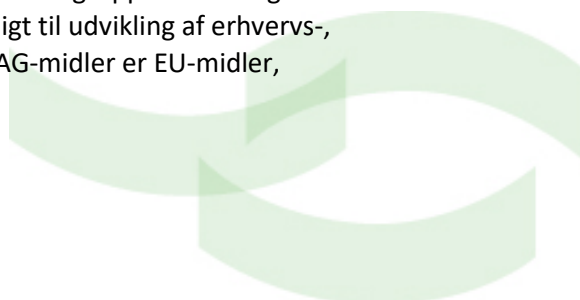 igt til udvikling af erhvervs-,
AG-midler er EU-midler,